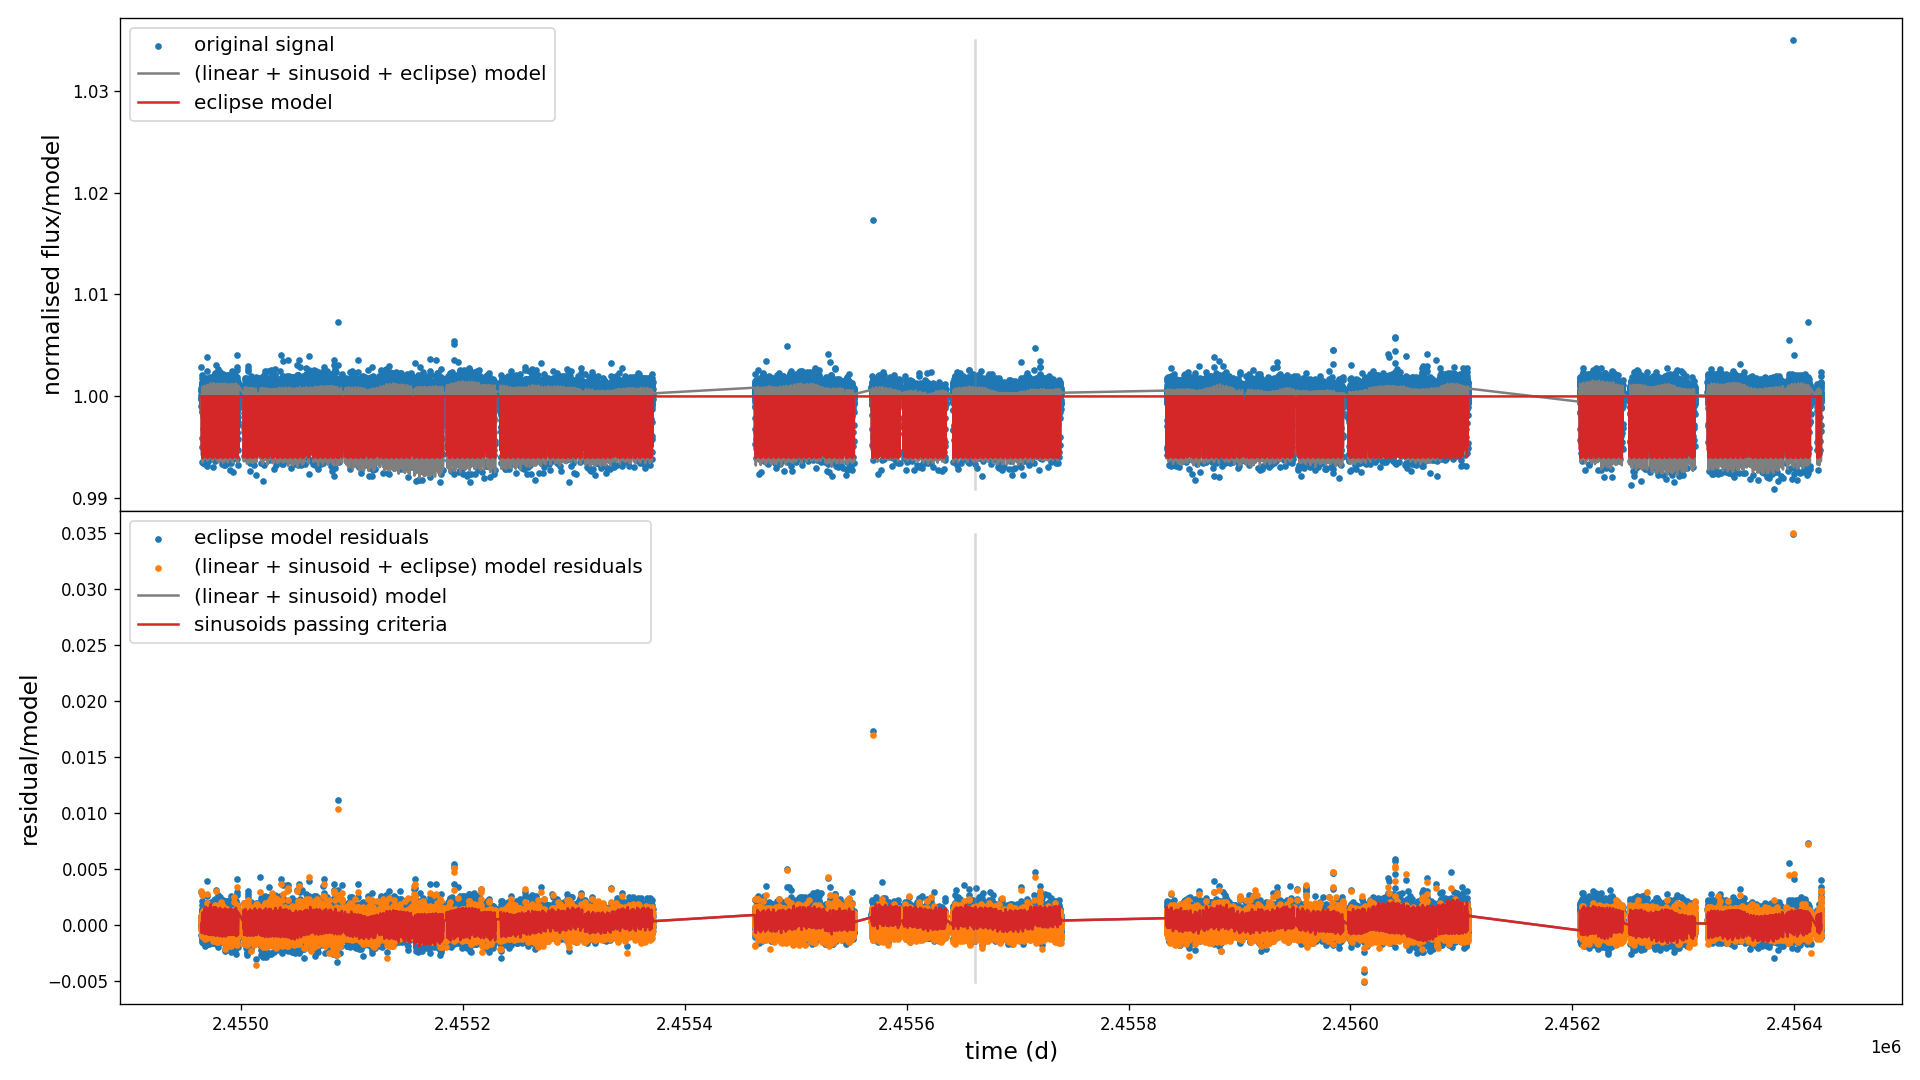 original signal
(linear + sinusoid + eclipse) model
eclipse model
normalised flux/model
1.03
1.02
1.01
1.00
0.99
eclipse model residuals
(linear + sinusoid + eclipse) model residuals
(linear + sinusoid) model
sinusoids passing criteria
residual/model
0.035
0.030
0.025
0.020
0.015
0.010
0.005
0.000
−0.005
2.4550 2.4552 2.4554 2.4556 2.4558 2.4560 2.4562 2.4564
time (d)
1e6